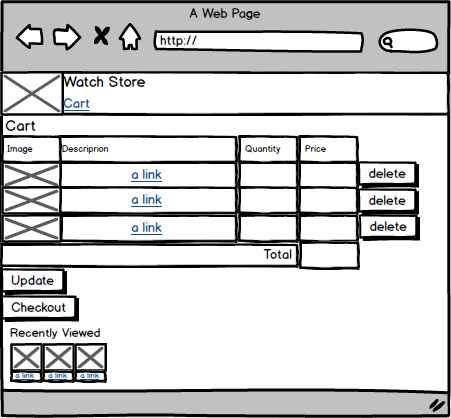 A Web Page
http://
Watch Store
Cart
Cart
Image Descriprion Quantity Price
a link delete
a link delete
a link delete
Total
Update
Checkout
Recently Viewed
a link a link a link